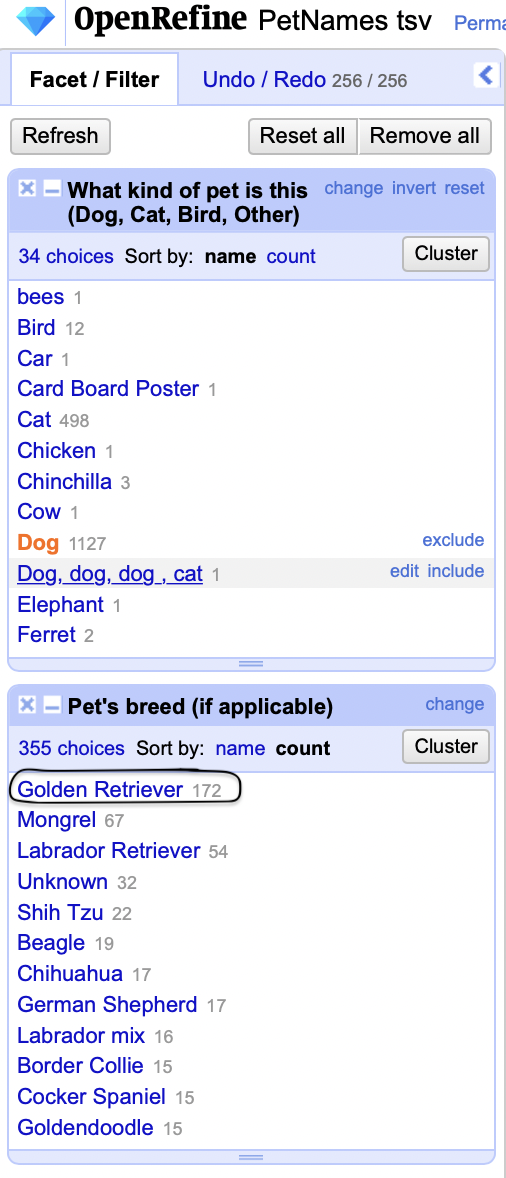 OpenRefine PetNames tsv Perma
Facet / Filter Undo / Redo 256 / 256
Refresh Reset all Remove all
What kind of pet is this change invert reset
(Dog, Cat, Bird, Other)
34 choices Sort by: name count Cluster
bees 1
Bird 12
Car 1
Card Board Poster 1
Cat 498
Chicken 1
Chinchilla 3
Cow 1
Dog 1127 exclude
Dog, dog, dog , cat 1 edit include
Elephant 1
Ferret 2
Pet's breed (if applicable) change
355 choices Sort by: name count Cluster
Golden Retriever 172
Mongrel 67
Labrador Retriever 54
Unknown 32
Shih Tzu 22
Beagle 19
Chihuahua 17
German Shepherd 17
Labrador mix 16
Border Collie 15
Cocker Spaniel 15
Goldendoodle 15